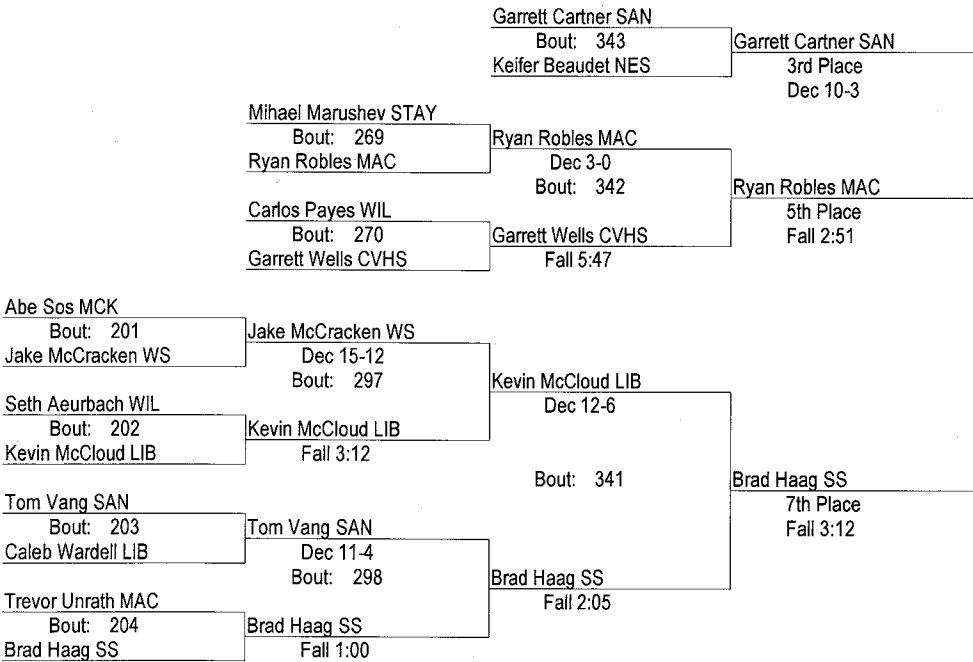 Garrett Cartner SAN
Bout: 343
Keifer Beaudet NES
Garrett Cartner SAN
3rd Place
Dec 10-3
Mihael Marushev STAY
Bout: 269
Ryan Robles MAC
Ryan Robles MAC
Dec 3-0
Bout: 342
Carlos Payes WIL
Bout: 270
Garrett Wells CVHS
Garrett Wells CVHS
Fall 5:47
Ryan Robles MAC
5th Place
Fall 2:51
Abe Sos MCK
Bout: 201
Jake McCracken WS
Jake McCracken WS
Dec 15-12
Bout: 297
Seth Aeurbach WIL
Bout: 202
Kevin McCloud LIB
Kevin McCloud LIB
Fall 3:12
Kevin McCloud LIB
Dec 12-6
Bout: 341
Tom Vang SAN
Bout: 203
Caleb Wardell LIB
Tom Vang SAN
Dec 11-4
Bout: 298
Trevor Unrath MAC
Bout: 204
Brad Haag SS
Brad Haag SS
Fall 1:00
Brad Haag SS
Fall 2:05
Brad Haag SS
7th Place
Fall 3:12